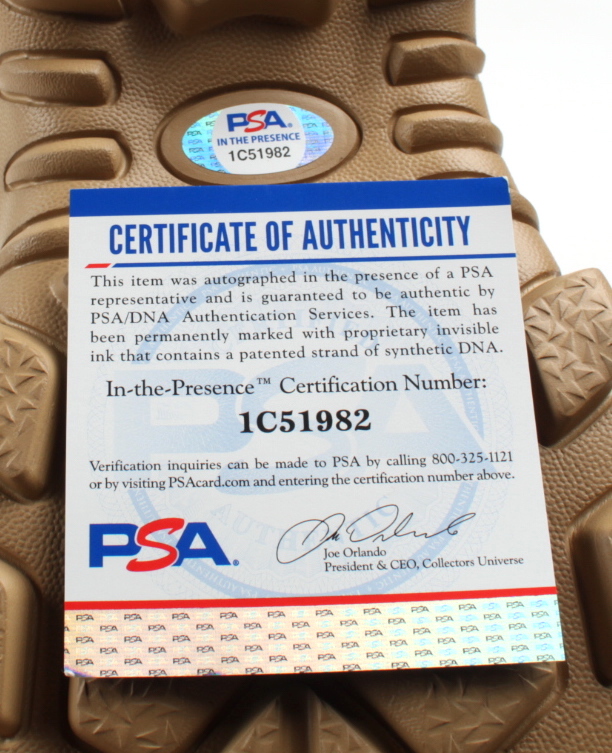 PSA
IN THE PRESENCE
1C51982
CERTIFICATE OF AUTHENTICITY
This item was autographed in the presence of a PSA
representative and is guaranteed to be authentic by
PSA/DNA Authentication Services. The item has
been permanently marked with proprietary invisible
ink that contains a patented strand of synthetic DNA.
In-the-Presence™ Certification Number:
1C51982
Verification inquiries can be made to PSA by calling 800-325-1121
or by visiting PSAcard.com and entering the certification number above.
PSA.
Joe Orlando
President & CEO, Collectors Universe